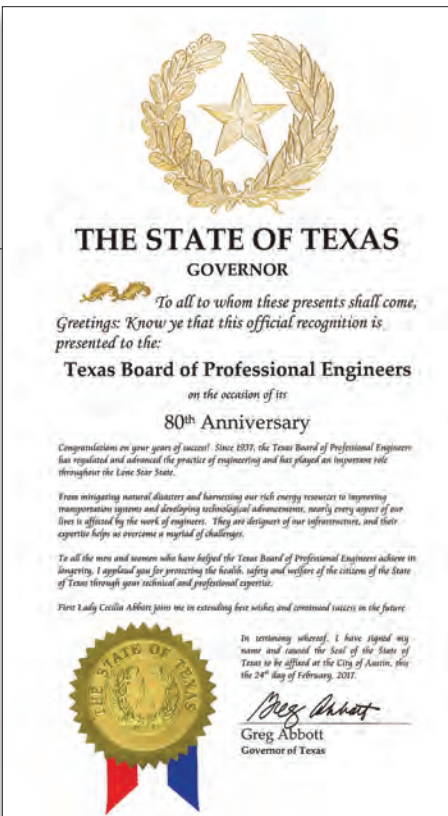 THE STATE OF TEXAS
GOVERNOR
To all to whom these presents shall come,
Greetings: Know ye that this official recognition is
presented to the:
Texas Board of Professional Engineers
on the occasion of its
80th Anniversary
Congratulations on your years of success! Since 1937, the Texas Board of Professional Engineers
has regulated and advanced the practice of engineering and has played an important role
throughout the Lone Star State.
From mitigating natural disasters and harnessing our rich energy resources to improving
transportation systems and developing technological advancements, nearly every aspect of our
lives is affected by the work of engineers. They are designers of our infrastructure, and their
expertise helps us overcome a myriad of challenges.
To all the men and women who have helped the Texas Board of Professional Engineers achieve in
longevity, I applaud you for protecting the health, safety and welfare of the citizens of the State
of Texas through your technical and professional expertise.
First Lady Cecilia Abbott joins me in extending best wishes and continued success in the future
In testimony whereof, I have signed my
name and caused the Seal of the State of
Texas to be affixed at the City of Austin, this
the 24th day of February, 2017.
Greg Abbott
Greg Abbott
Governor of Texas
THE STATE OF TEXAS